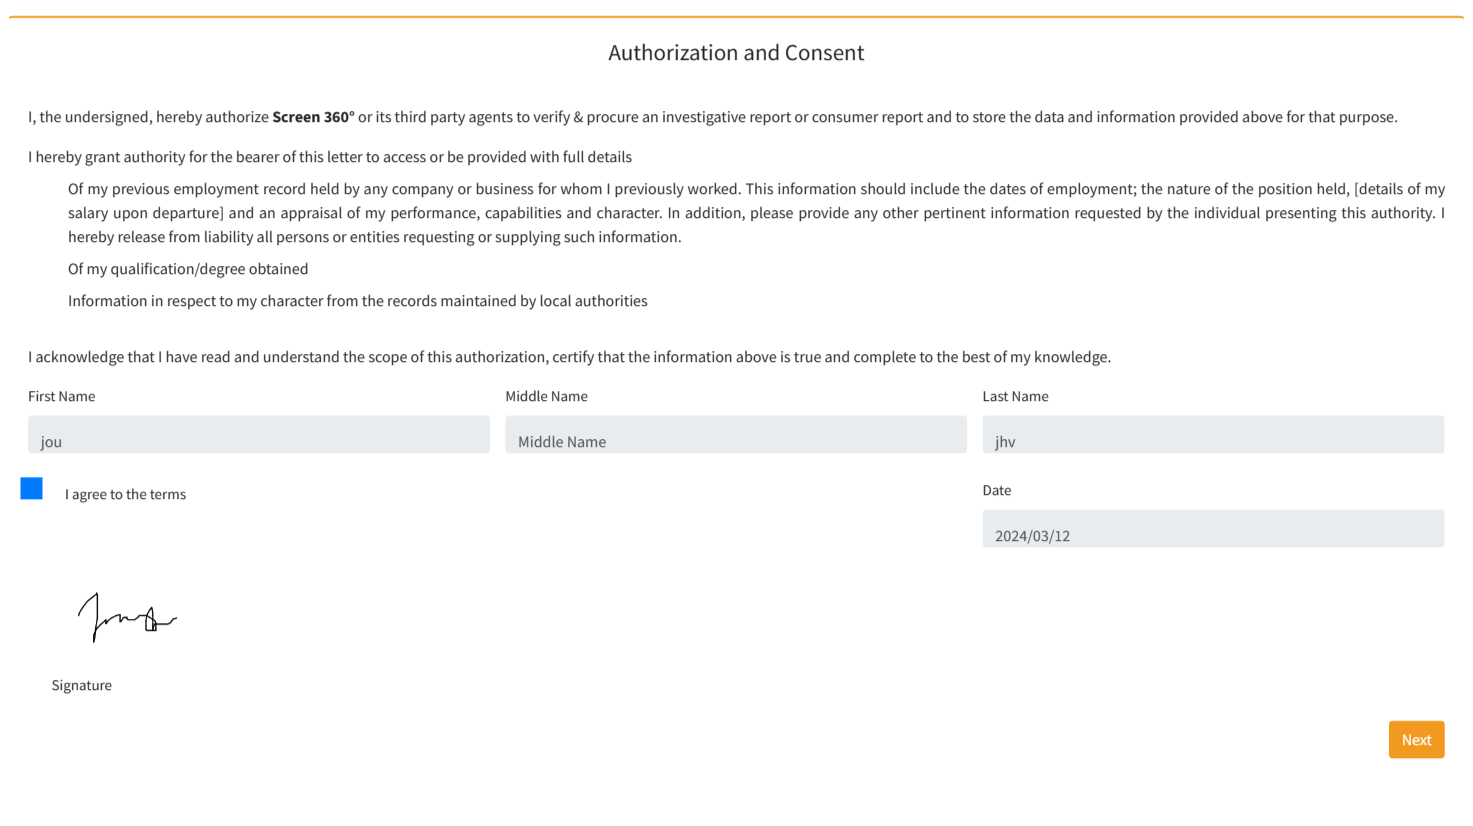 Authorization and Consent
I, the undersigned, hereby authorize Screen 360° or its third party agents to verify & procure an investigative report or consumer report and to store the data and information provided above for that purpose.
I hereby grant authority for the bearer of this letter to access or be provided with full details
Of my previous employment record held by any company or business for whom I previously worked. This information should include the dates of employment; the nature of the position held, [details of my
salary upon departure] and an appraisal of my performance, capabilities and character. In addition, please provide any other pertinent information requested by the individual presenting this authority. I
hereby release from liability all persons or entities requesting or supplying such information.
Of my qualification/degree obtained
Information in respect to my character from the records maintained by local authorities
I acknowledge that I have read and understand the scope of this authorization, certify that the information above is true and complete to the best of my knowledge.
First Name
Middle Name
Last Name
jou
Middle Name
jhv
I agree to the terms
Date
2024/03/12
Signature
Next